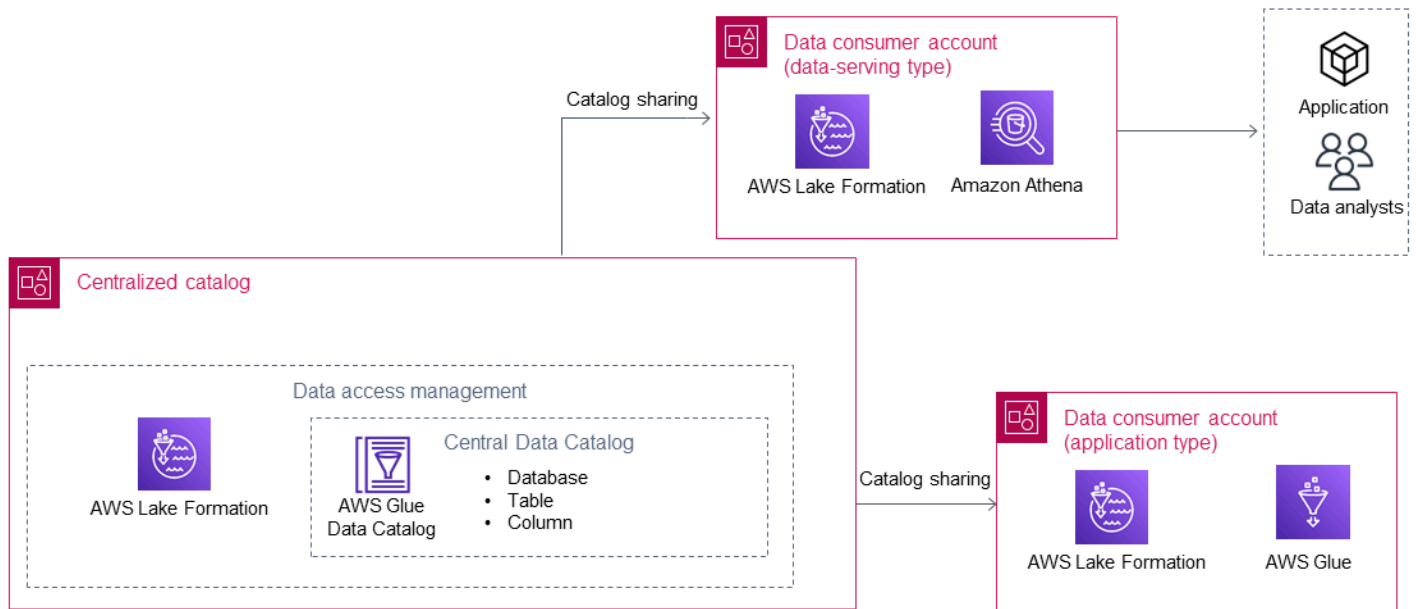 Data consumer account
(data-serving type)
Catalog sharing
AWS Lake Formation
Amazon Athena
Application
Data analysts
Centralized catalog
Data access management
Central Data Catalog
• Database
• Table
• Column
AWS Lake Formation
AWS Glue
Data Catalog
Catalog sharing
Data consumer account
(application type)
AWS Lake Formation
AWS Glue